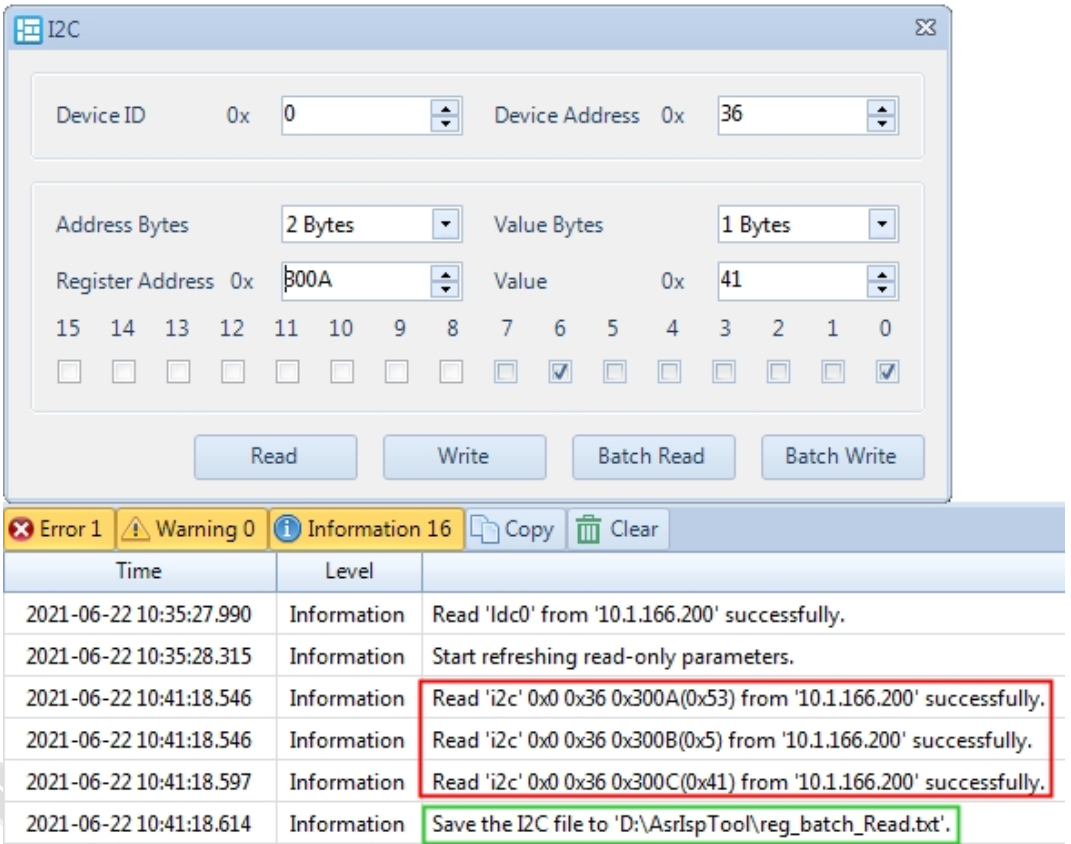 I2C
Device ID 0x 0 Device Address 0x 36
Address Bytes 2 Bytes Value Bytes 1 Bytes
Register Address 0x 300A Value 0x 41
15 14 13 12 11 10 9 8 7 6 5 4 3 2 1 0
Read Write Batch Read Batch Write
Error 1 Warning 0 Information 16 Copy Clear
Time Level
2021-06-22 10:35:27.990 Information Read 'ldc0' from '10.1.166.200' successfully.
2021-06-22 10:35:28.315 Information Start refreshing read-only parameters.
2021-06-22 10:41:18.546 Information Read 'i2c' 0x0 0x36 0x300A(0x53) from '10.1.166.200' successfully.
2021-06-22 10:41:18.546 Information Read 'i2c' 0x0 0x36 0x300B(0x5) from '10.1.166.200' successfully.
2021-06-22 10:41:18.597 Information Read 'i2c' 0x0 0x36 0x300C(0x41) from '10.1.166.200' successfully.
2021-06-22 10:41:18.614 Information Save the I2C file to 'D:\AsrIspTool\reg_batch_Read.txt'.